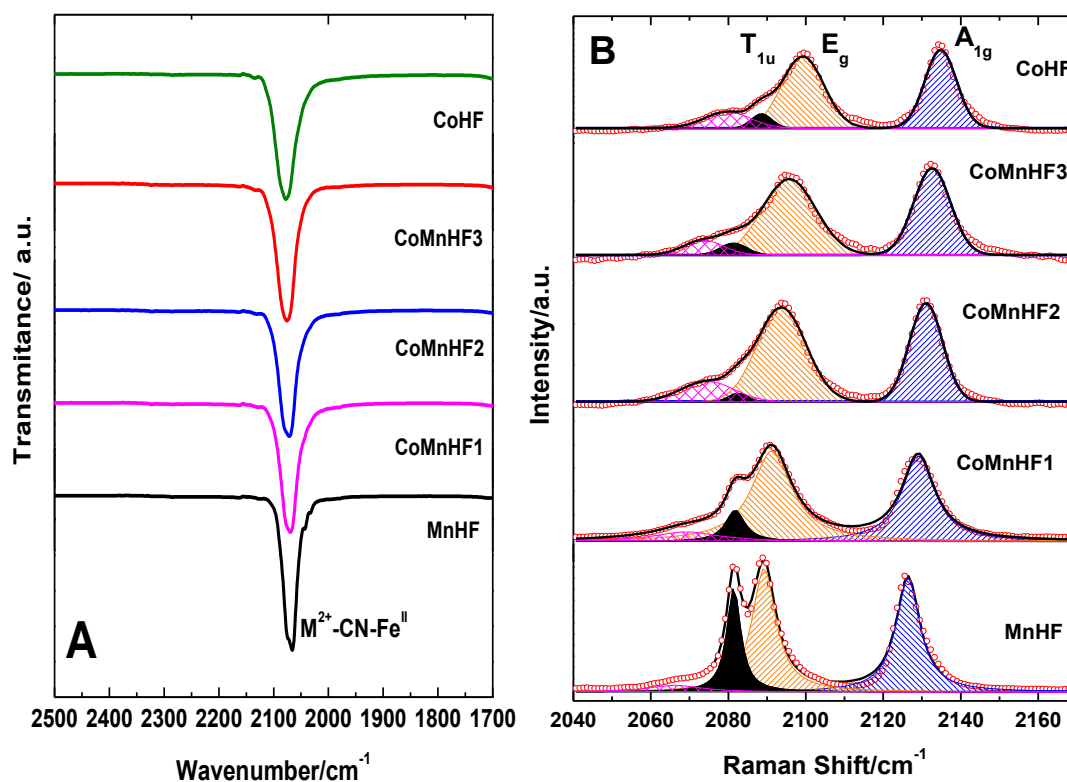 A
CoHF
CoMnHF3
CoMnHF2
CoMnHF1
MnHF
M²⁺-CN-Feᴵᴵ
Transmitance/ a.u.
2500 2400 2300 2200 2100 2000 1900 1800 1700
Wavenumber/cm⁻¹
B
T₁ᵤ E_g A₁g
CoHF
CoMnHF3
CoMnHF2
CoMnHF1
MnHF
Intensity/a.u.
2040 2060 2080 2100 2120 2140 2160
Raman Shift/cm⁻¹